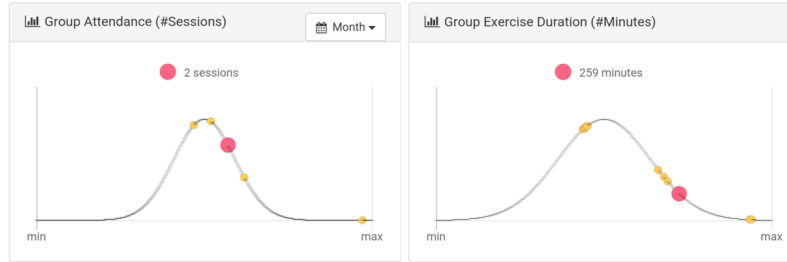 Group Attendance (#Sessions)
Month
2 sessions
min
max
Group Exercise Duration (#Minutes)
259 minutes
min
max